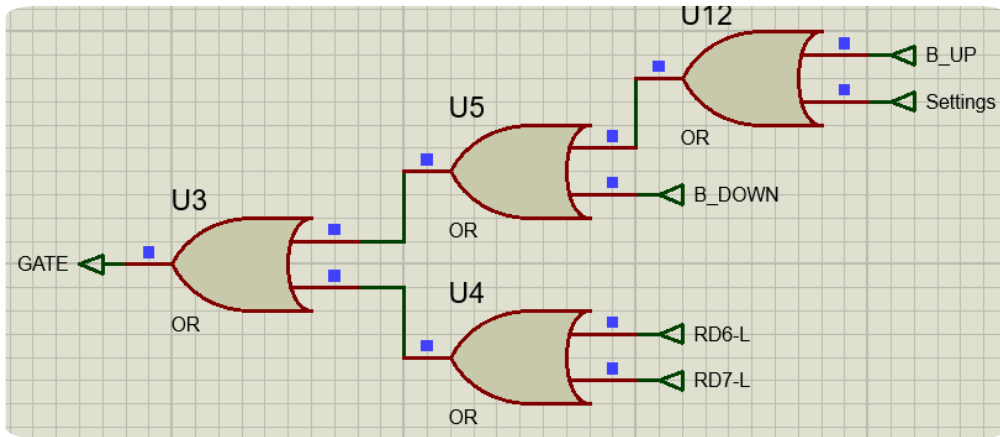 U12
B_UP
Settings
OR
U5
B_DOWN
OR
U3
GATE
OR
U4
RD6-L
RD7-L
OR